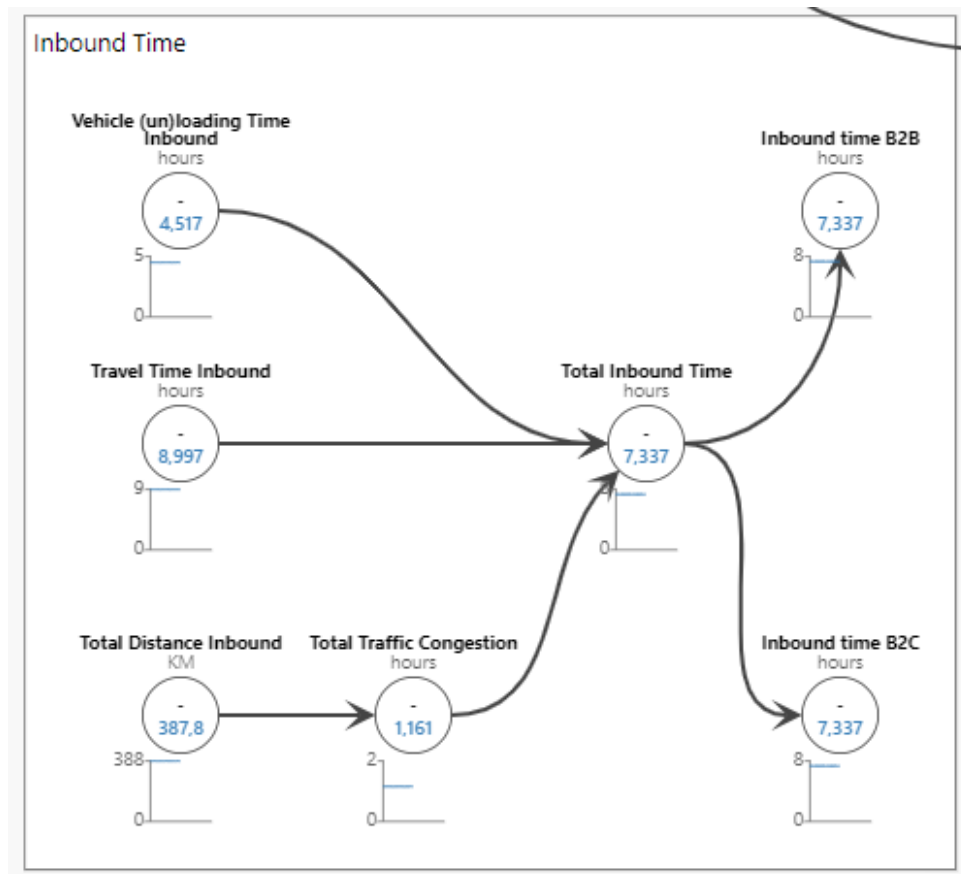 Inbound Time
Vehicle (un)loading Time
Inbound
hours
-
4,517
5
0
Inbound time B2B
hours
-
7,337
8
0
Travel Time Inbound
hours
-
8,997
9
0
Total Inbound Time
hours
-
7,337
0
Total Distance Inbound
KM
-
387,8
388
0
Total Traffic Congestion
hours
-
1,161
2
0
Inbound time B2C
hours
-
7,337
8
0